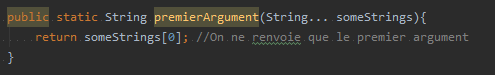 public static String premierArgument(String... someStrings){
return someStrings[0]; //On ne renvoie que le premier argument
}